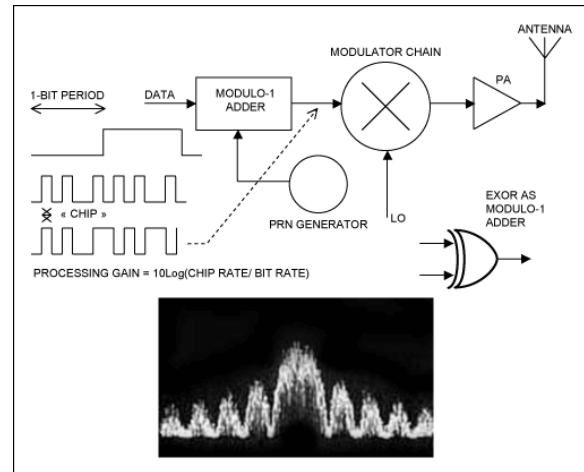 ANTENNA
MODULATOR CHAIN
1-BIT PERIOD
DATA
MODULO-1
ADDER
PA
« CHIP »
PRN GENERATOR
LO
EXOR AS
MODULO-1
ADDER
PROCESSING GAIN = 10Log(CHIP RATE/ BIT RATE)